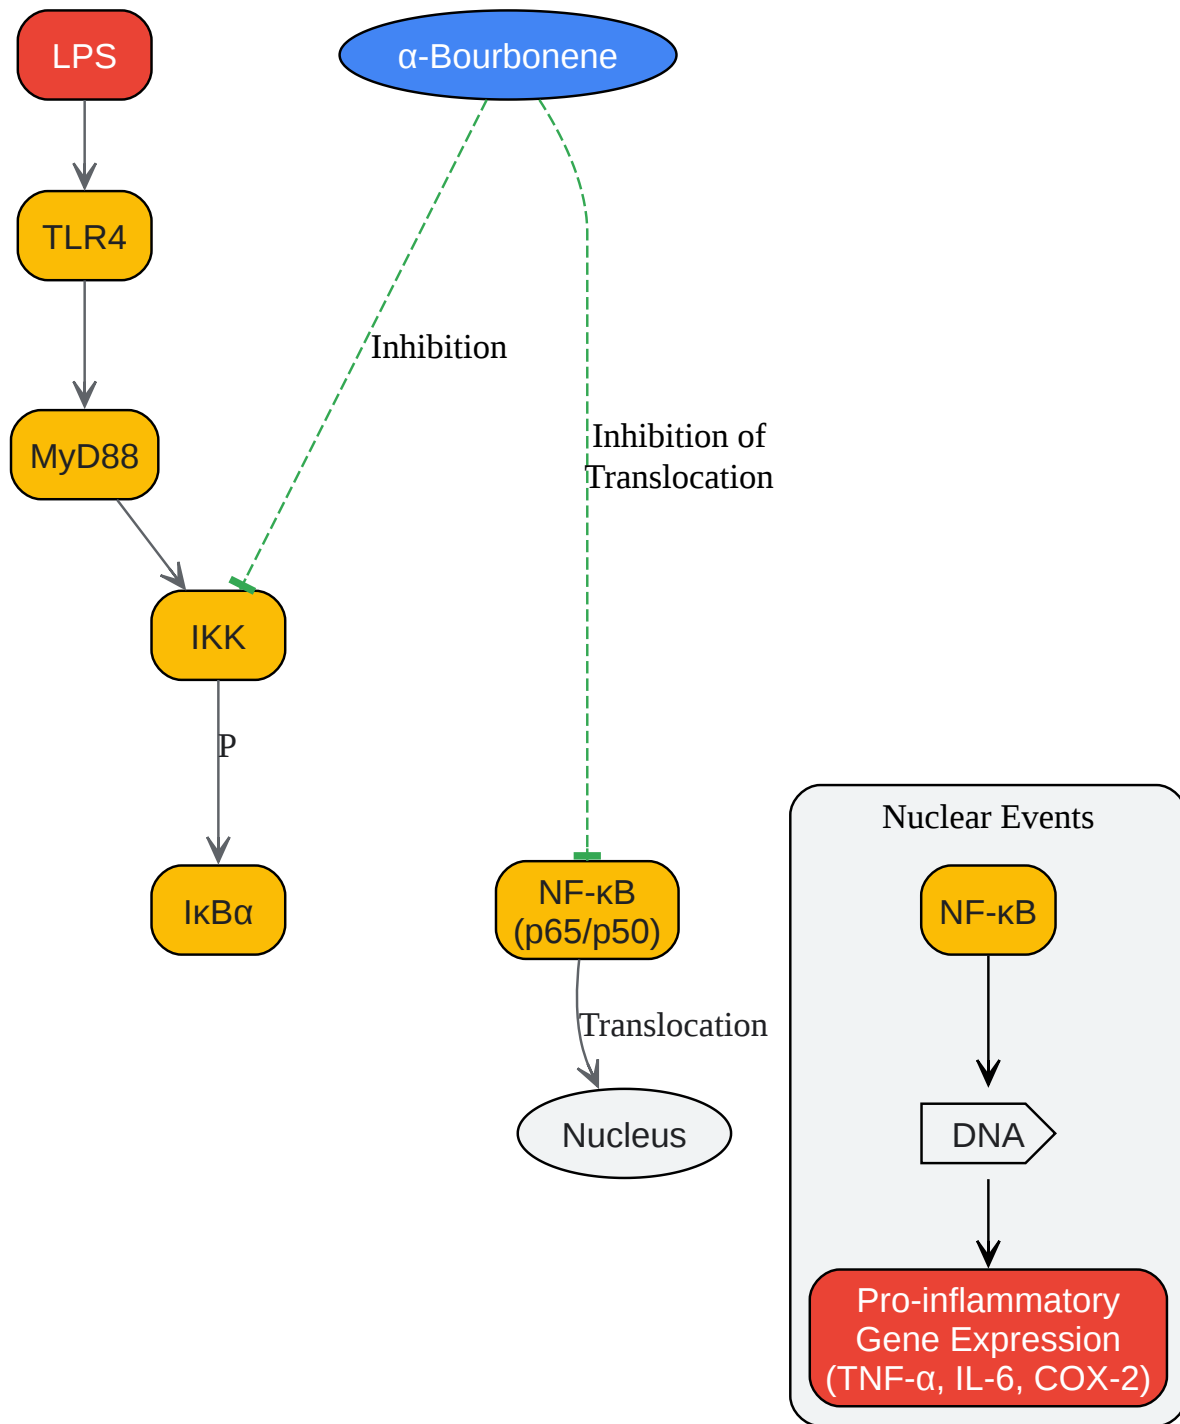 LPS
α-Bourbonene
TLR4
Inhibition
MyD88
Inhibition of
Translocation
IKK
P
IκBα
NF-κB
(p65/p50)
Translocation
Nucleus
Nuclear Events
NF-κB
DNA
Pro-inflammatory
Gene Expression
(TNF-α, IL-6, COX-2)